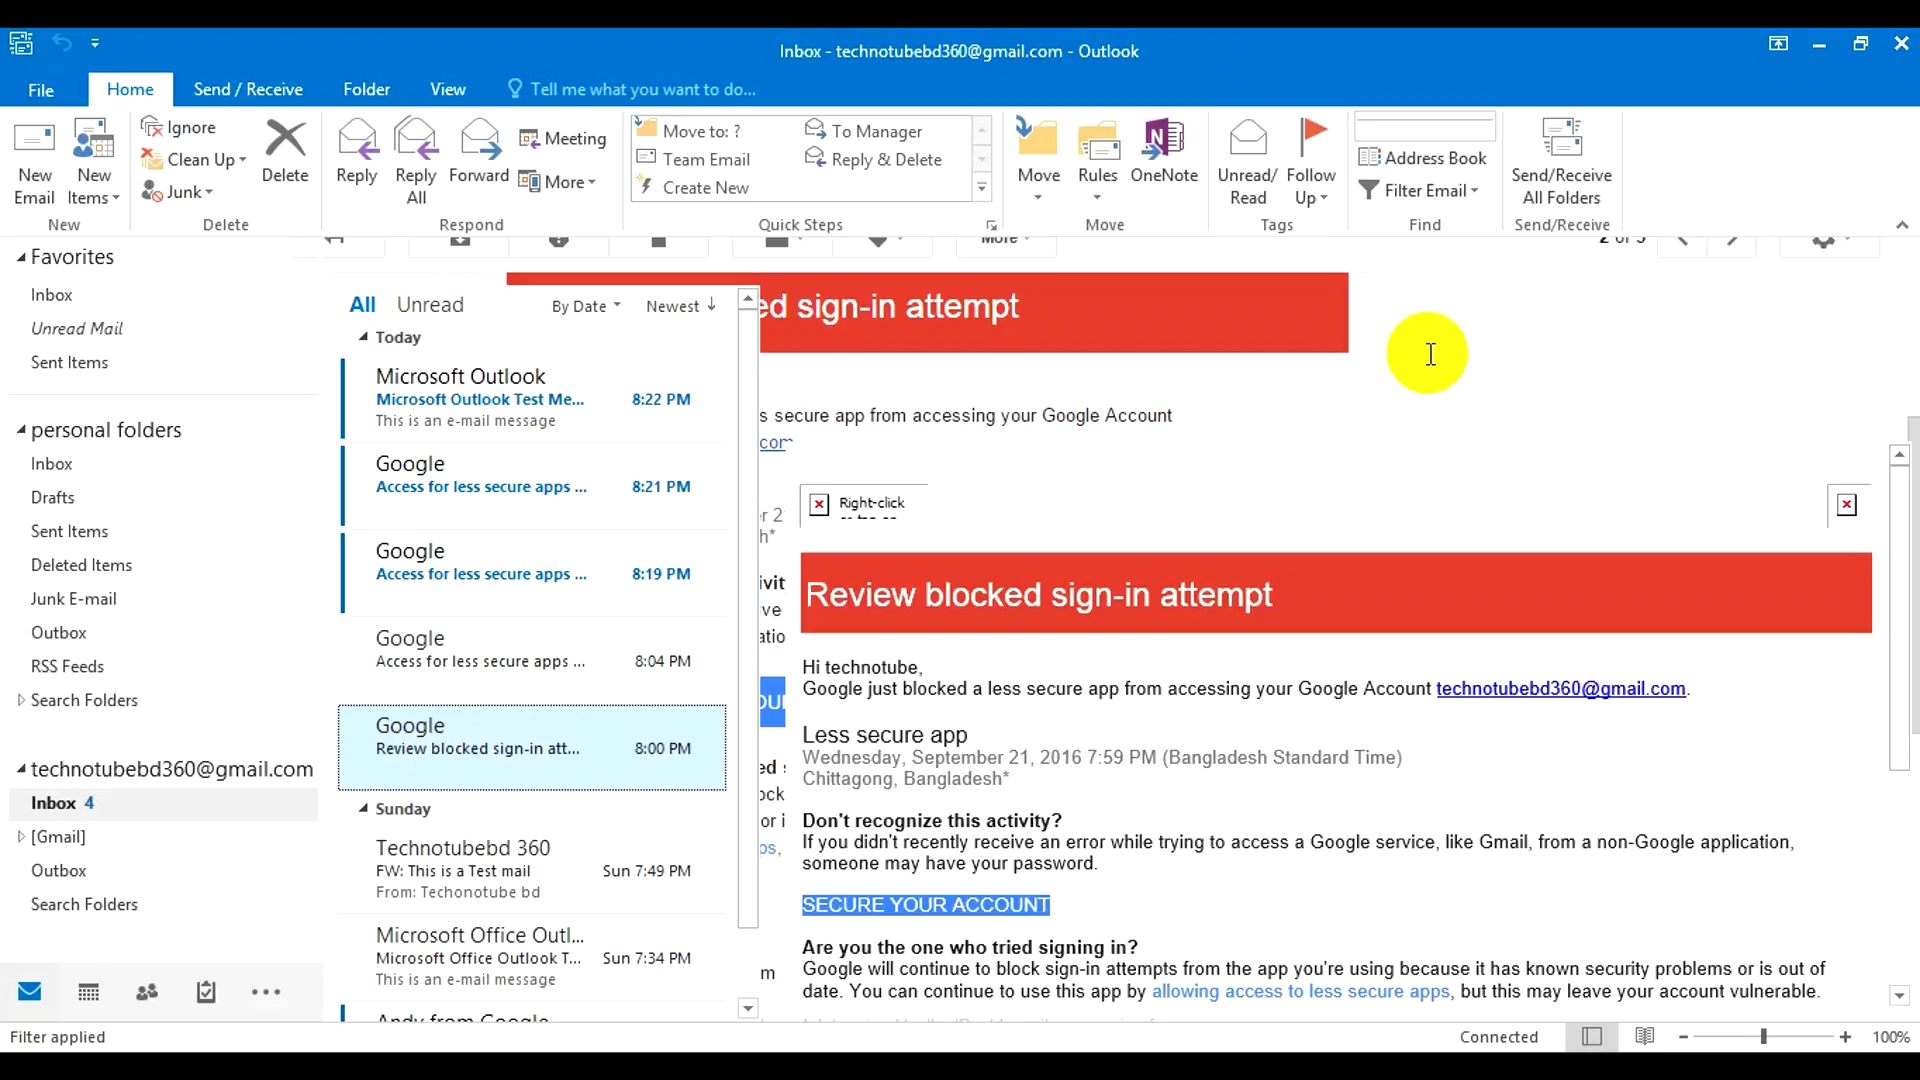 Inbox - technotubebd360@gmail.com - Outlook
File Home Send / Receive Folder View Tell me what you want to do...
New Email
New Items
New
Ignore
Clean Up
Junk
Delete
Delete
Reply
Reply All
Forward
Meeting
More
Respond
Move to: ?
Team Email
Create New
To Manager
Reply & Delete
Quick Steps
Move
Rules
OneNote
Move
Unread/ Read
Follow Up
Tags
Address Book
Filter Email
Find
Send/Receive All Folders
Send/Receive
More
2 of 5
Favorites
Inbox
Unread Mail
Sent Items
personal folders
Inbox
Drafts
Sent Items
Deleted Items
Junk E-mail
Outbox
RSS Feeds
Search Folders
technotubebd360@gmail.com
Inbox 4
[Gmail]
Outbox
Search Folders
All Unread By Date Newest
Today
Microsoft Outlook
Microsoft Outlook Test Me... 8:22 PM
This is an e-mail message
Google
Access for less secure apps ... 8:21 PM
Google
Access for less secure apps ... 8:19 PM
Google
Access for less secure apps ... 8:04 PM
Google
Review blocked sign-in att... 8:00 PM
Sunday
Technotubebd 360
FW: This is a Test mail Sun 7:49 PM
From: Techonotube bd
Microsoft Office Outl...
Microsoft Office Outlook T... Sun 7:34 PM
This is an e-mail message
Andy from Google
ed sign-in attempt
s secure app from accessing your Google Account
.com
Right-click
Review blocked sign-in attempt
Hi technotube,
Google just blocked a less secure app from accessing your Google Account technotubebd360@gmail.com.
Less secure app
Wednesday, September 21, 2016 7:59 PM (Bangladesh Standard Time)
Chittagong, Bangladesh*
Don't recognize this activity?
If you didn't recently receive an error while trying to access a Google service, like Gmail, from a non-Google application,
someone may have your password.
SECURE YOUR ACCOUNT
Are you the one who tried signing in?
Google will continue to block sign-in attempts from the app you're using because it has known security problems or is out of
date. You can continue to use this app by allowing access to less secure apps, but this may leave your account vulnerable.
Filter applied
Connected
100%